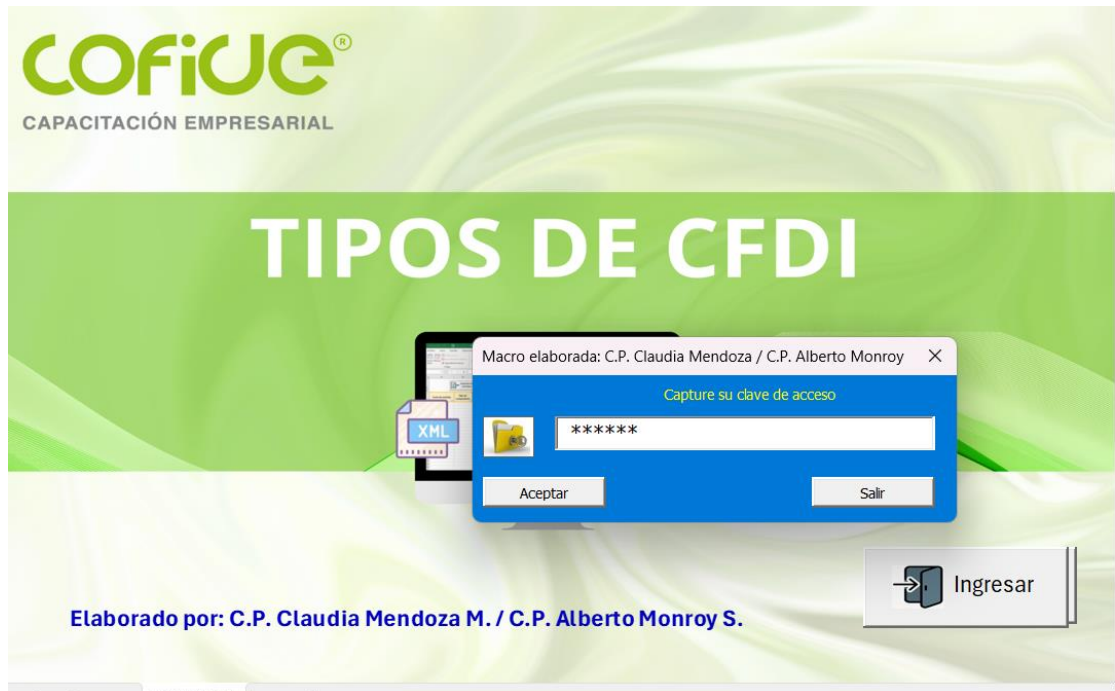 cofide®
CAPACITACIÓN EMPRESARIAL
TIPOS DE CFDI
Macro elaborada: C.P. Claudia Mendoza / C.P. Alberto Monroy
Capture su clave de acceso
XML
******
Aceptar
Salir
Ingresar
Elaborado por: C.P. Claudia Mendoza M. / C.P. Alberto Monroy S.